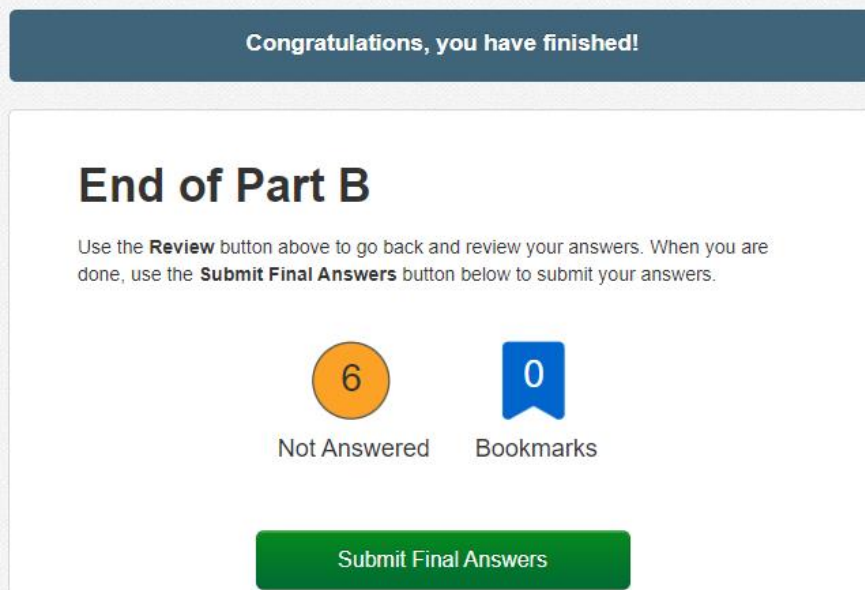 Congratulations, you have finished!
End of Part B
Use the Review button above to go back and review your answers. When you are
done, use the Submit Final Answers button below to submit your answers.
6
0
Not Answered
Bookmarks
Submit Final Answers